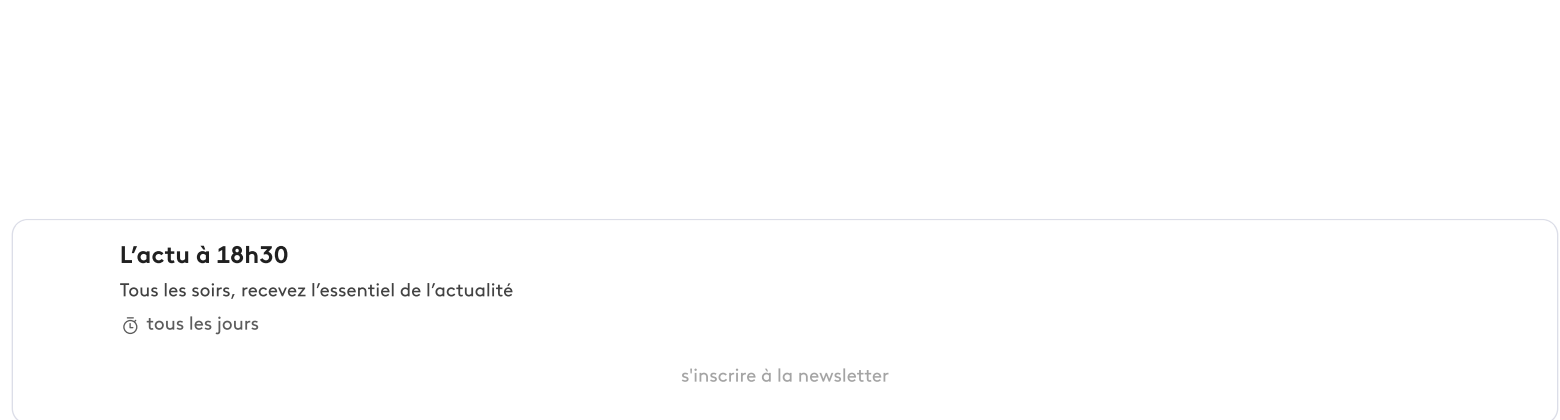 L’actu à 18h30
Tous les soirs, recevez l’essentiel de l’actualité
tous les jours
s'inscrire à la newsletter